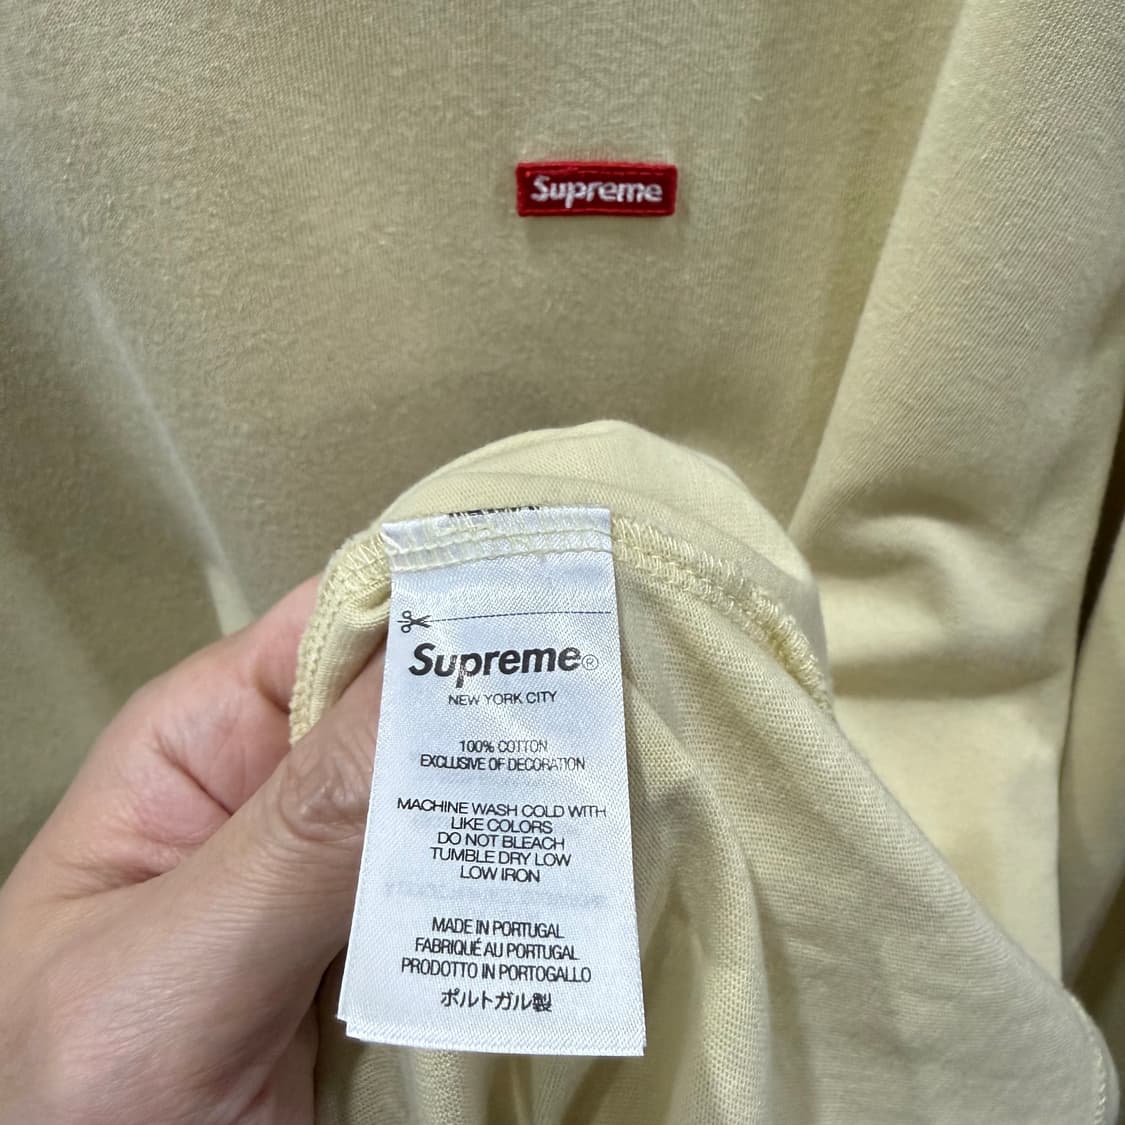 Supreme
Supreme®
NEW YORK CITY
100% COTTON
EXCLUSIVE OF DECORATION
MACHINE WASH COLD WITH
LIKE COLORS
DO NOT BLEACH
TUMBLE DRY LOW
LOW IRON
MADE IN PORTUGAL
FABRIQUÉ AU PORTUGAL
PRODOTTO IN PORTOGALLO
ポルトガル製